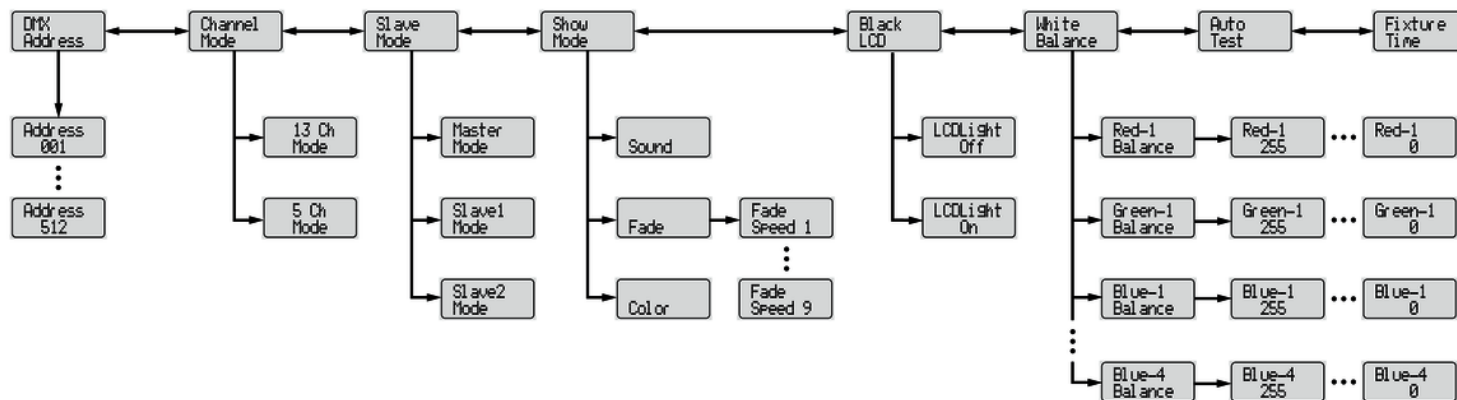 DMX
Address
Channel
Mode
Slave
Mode
Show
Mode
Black
LCD
White
Balance
Auto
Test
Fixture
Time
Address
001
13 Ch
Mode
Master
Mode
Sound
LCDLight
Off
Red-1
Balance
Red-1
255
Red-1
0
Address
512
5 Ch
Mode
Slave1
Mode
Fade
Fade
Speed 1
LCDLight
On
Green-1
Balance
Green-1
255
Green-1
0
Slave2
Mode
Color
Fade
Speed 9
Blue-1
Balance
Blue-1
255
Blue-1
0
Blue-4
Balance
Blue-4
255
Blue-4
0